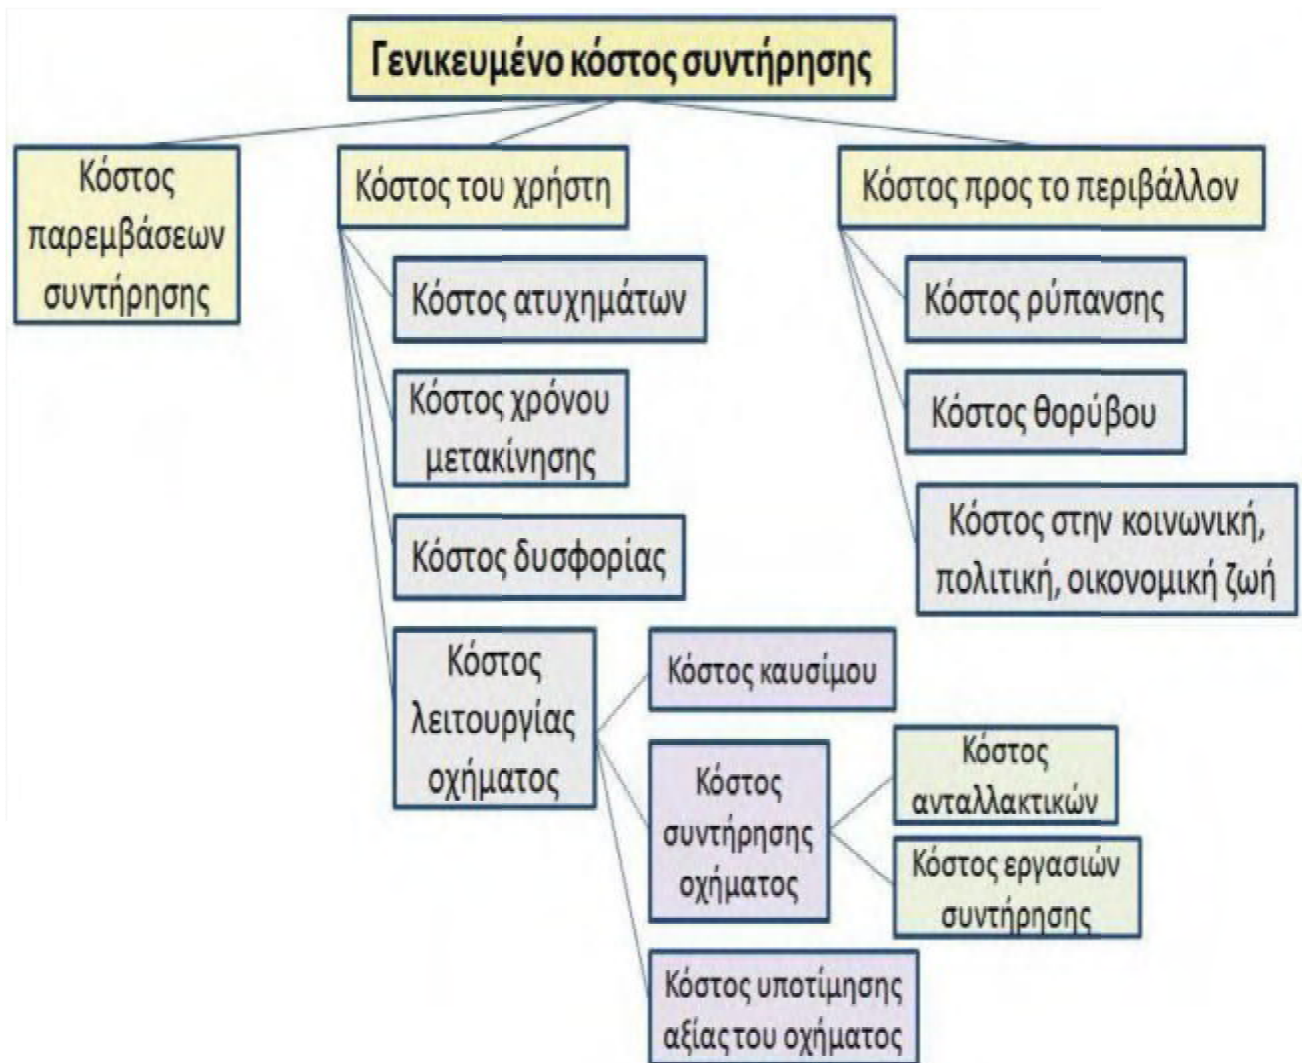 Γενικευμένο κόστος συντήρησης
Κόστος
παρεμβάσεων
συντήρησης
Κόστος του χρήστη
Κόστος ατυχημάτων
Κόστος χρόνου
μετακίνησης
Κόστος δυσφορίας
Κόστος
λειτουργίας
οχήματος
Κόστος καυσίμου
Κόστος
συντήρησης
οχήματος
Κόστος
ανταλλακτικών
Κόστος εργασιών
συντήρησης
Κόστος υποτίμησης
αξίας του οχήματος
Κόστος προς το περιβάλλον
Κόστος ρύπανσης
Κόστος θορύβου
Κόστος στην κοινωνική,
πολιτική, οικονομική ζωή